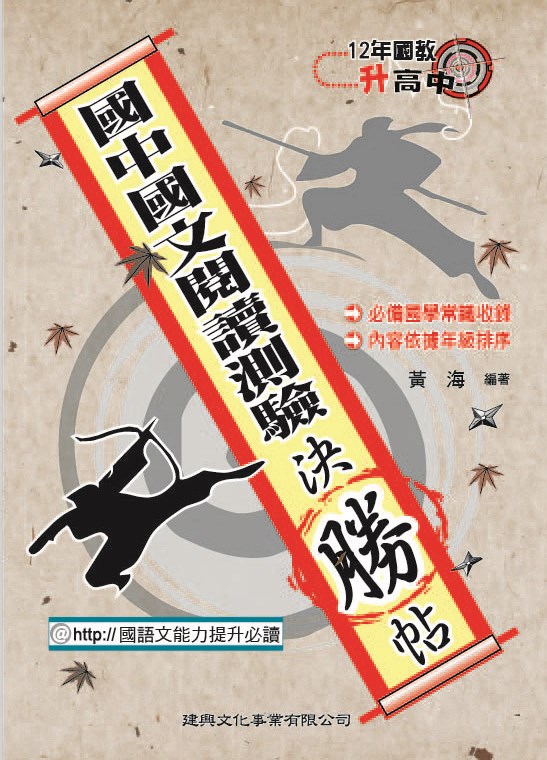 12年國教
升高中
國中國文閱讀測驗決勝帖
必備國學常識收錄
內容依據年級排序
黃海 編著
@http://國語文能力提升必讀
建興文化事業有限公司